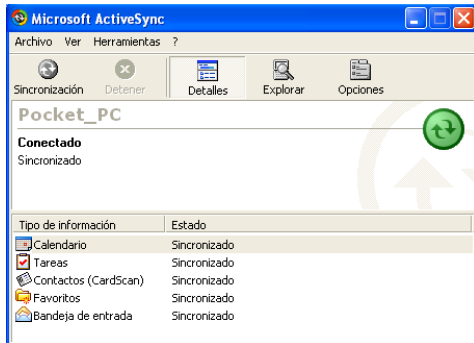 Microsoft ActiveSync
Archivo Ver Herramientas ?
Sincronización Detener Detalles Explorar Opciones
Pocket_PC
Conectado
Sincronizado
Tipo de información Estado
Calendario Sincronizado
Tareas Sincronizado
Contactos (CardScan) Sincronizado
Favoritos Sincronizado
Bandeja de entrada Sincronizado